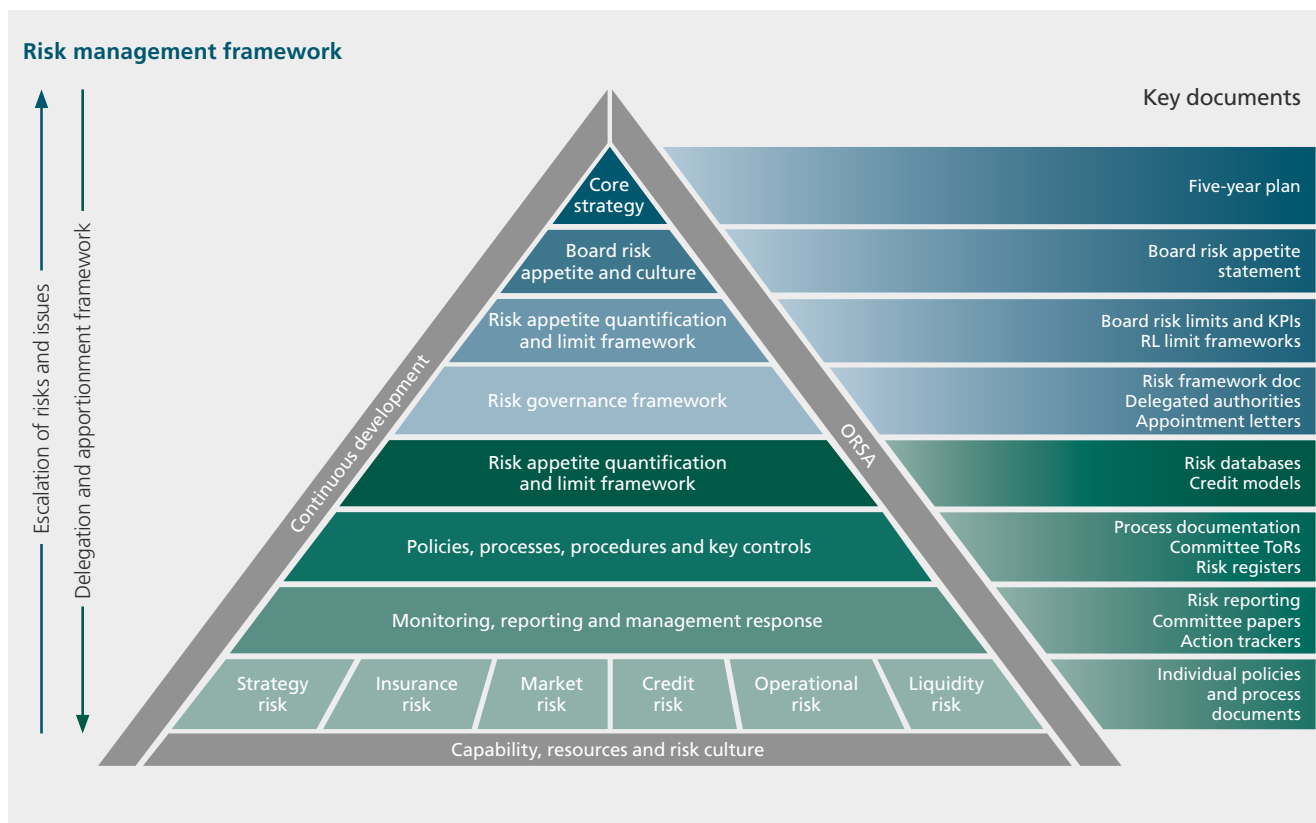 Risk management framework
Key documents
Escalation of risks and issues
Delegation and apportionment framework
Continuous development
ORSA
Core
strategy
Five-year plan
Board risk
appetite and culture
Board risk appetite
statement
Risk appetite quantification
and limit framework
Board risk limits and KPIs
RL limit frameworks
Risk governance framework
Risk framework doc
Delegated authorities
Appointment letters
Risk appetite quantification
and limit framework
Risk databases
Credit models
Policies, processes, procedures and key controls
Process documentation
Committee ToRs
Risk registers
Monitoring, reporting and management response
Risk reporting
Committee papers
Action trackers
Strategy
risk
Insurance
risk
Market
risk
Credit
risk
Operational
risk
Liquidity
risk
Individual policies
and process
documents
Capability, resources and risk culture